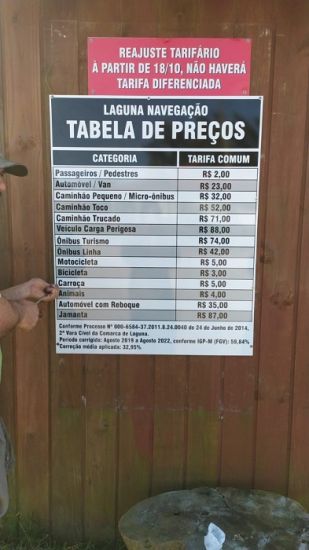 REAJUSTE TARIFÁRIO
À PARTIR DE 18/10, NÃO HAVERÁ
TARIFA DIFERENCIADA
LAGUNA NAVEGAÇÃO
TABELA DE PREÇOS
CATEGORIA TARIFA COMUM
Passageiros / Pedestres R$ 2,00
Automóvel / Van R$ 23,00
Caminhão Pequeno / Micro-ônibus R$ 32,00
Caminhão Toco R$ 52,00
Caminhão Trucado R$ 71,00
Veículo Carga Perigosa R$ 88,00
Ônibus Turismo R$ 74,00
Ônibus Linha R$ 42,00
Motocicleta R$ 5,00
Bicicleta R$ 3,00
Carroça R$ 5,00
Animais R$ 4,00
Automóvel com Reboque R$ 35,00
Jamanta R$ 87,00
Conforme Processo Nº 000-6584-37.2011.8.24.0040 de 24 de Junho de 2014,
2ª Vara Cível da Comarca de Laguna.
Período corrigido: Agosto 2019 a Agosto 2022, conforme IGP-M (FGV): 59,84%
*Correção média aplicada: 32,95%